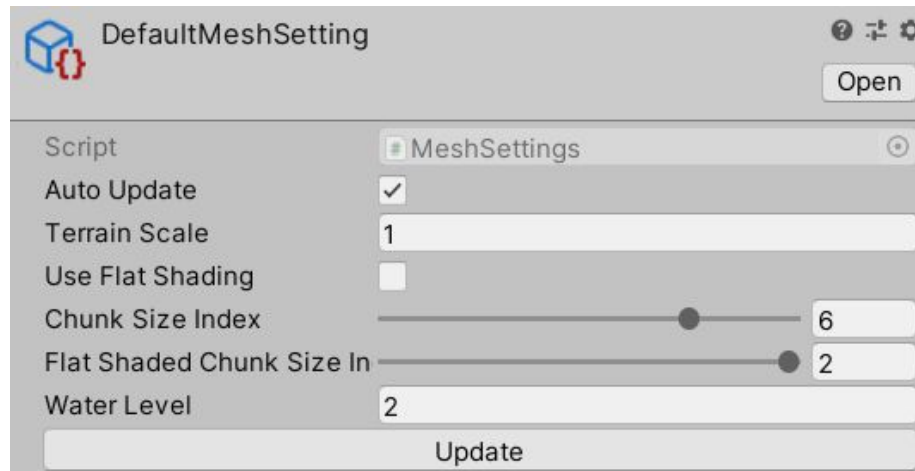 DefaultMeshSetting
Open
Script # MeshSettings
Auto Update
Terrain Scale 1
Use Flat Shading
Chunk Size Index 6
Flat Shaded Chunk Size In 2
Water Level 2
Update